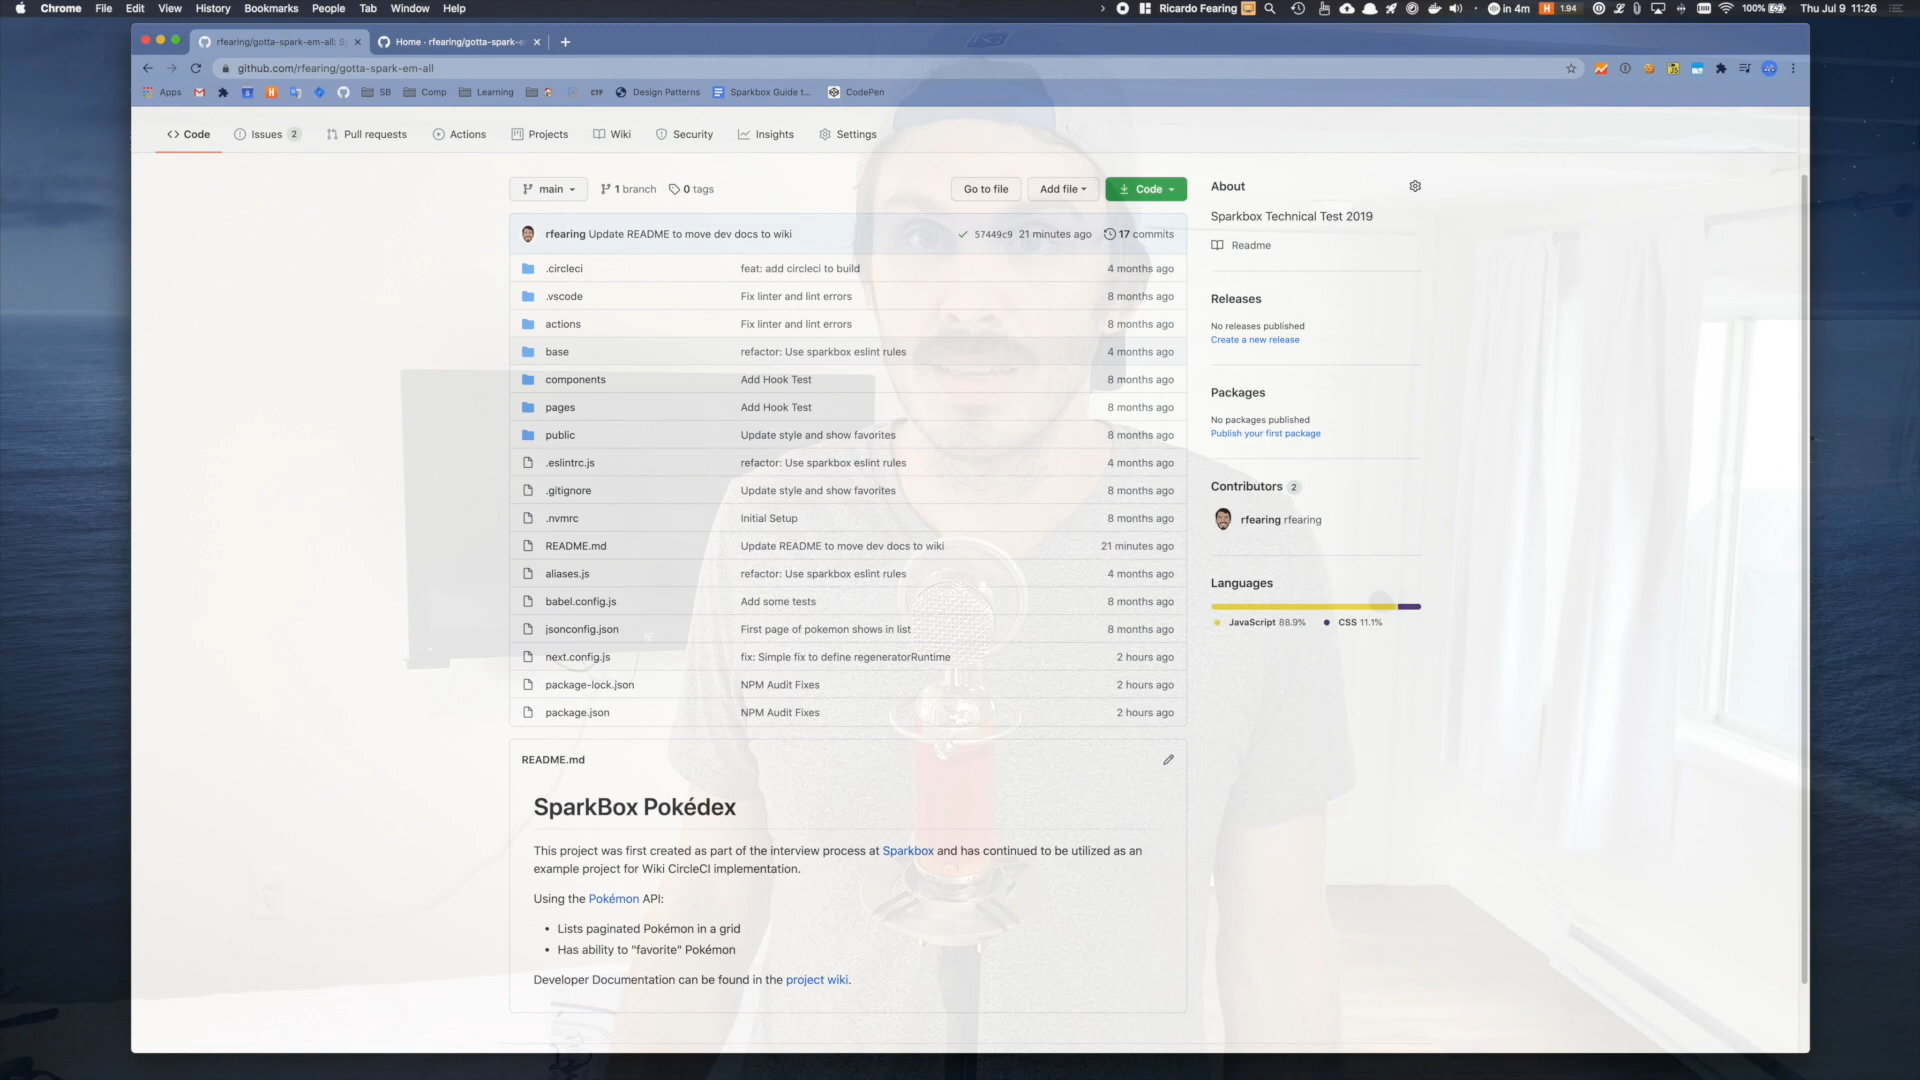 Chrome File Edit View History Bookmarks People Tab Window Help
Ricardo Fearing in 4m H 1.94 100% Thu Jul 9 11:26
rfearing/gotta-spark-em-all: S
Home · rfearing/gotta-spark-e
github.com/rfearing/gotta-spark-em-all
Apps SB Comp Learning CTF Design Patterns Sparkbox Guide t... CodePen
Code Issues 2 Pull requests Actions Projects Wiki Security Insights Settings
main 1 branch 0 tags Go to file Add file Code
rfearing Update README to move dev docs to wiki 57449c9 21 minutes ago 17 commits
.circleci feat: add circleci to build 4 months ago
.vscode Fix linter and lint errors 8 months ago
actions Fix linter and lint errors 8 months ago
base refactor: Use sparkbox eslint rules 4 months ago
components Add Hook Test 8 months ago
pages Add Hook Test 8 months ago
public Update style and show favorites 8 months ago
.eslintrc.js refactor: Use sparkbox eslint rules 4 months ago
.gitignore Update style and show favorites 8 months ago
.nvmrc Initial Setup 8 months ago
README.md Update README to move dev docs to wiki 21 minutes ago
aliases.js refactor: Use sparkbox eslint rules 4 months ago
babel.config.js Add some tests 8 months ago
jsonconfig.json First page of pokemon shows in list 8 months ago
next.config.js fix: Simple fix to define regeneratorRuntime 2 hours ago
package-lock.json NPM Audit Fixes 2 hours ago
package.json NPM Audit Fixes 2 hours ago
README.md
SparkBox Pokédex
This project was first created as part of the interview process at Sparkbox and has continued to be utilized as an
example project for Wiki CircleCI implementation.
Using the Pokémon API:
• Lists paginated Pokémon in a grid
• Has ability to "favorite" Pokémon
Developer Documentation can be found in the project wiki.
About
Sparkbox Technical Test 2019
Readme
Releases
No releases published
Create a new release
Packages
No packages published
Publish your first package
Contributors 2
rfearing rfearing
Languages
JavaScript 88.9% CSS 11.1%